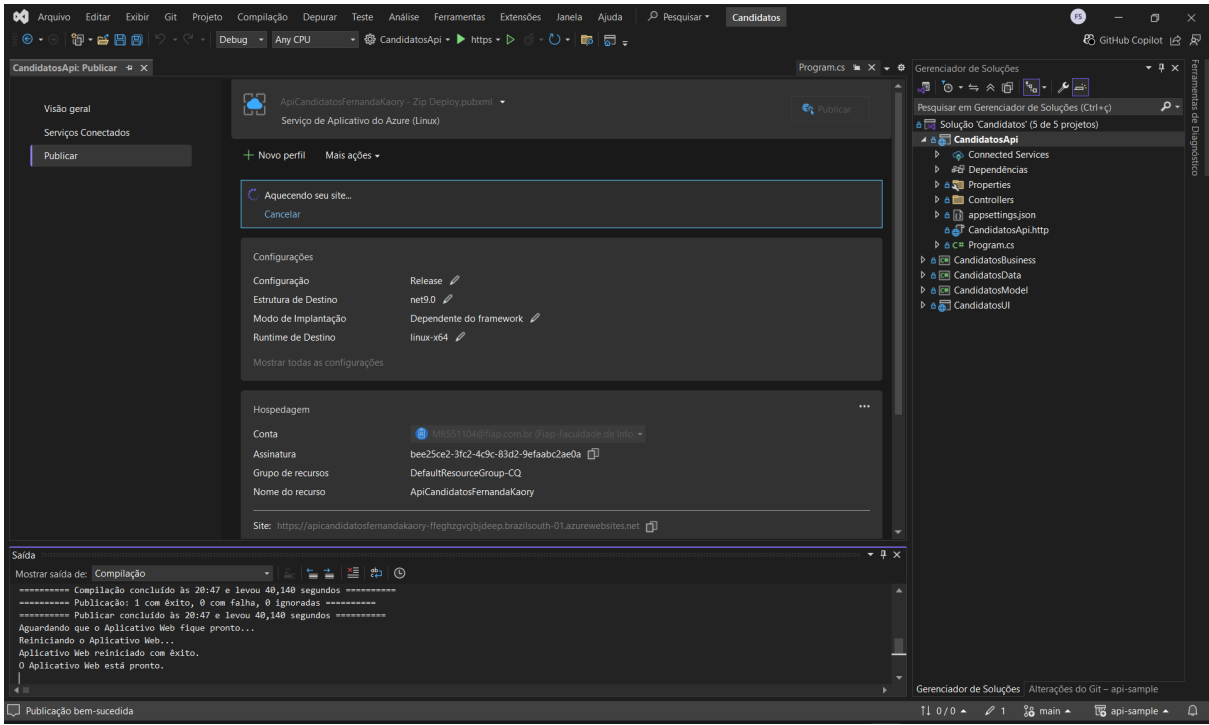 Arquivo Editar Exibir Git Projeto Compilação Depurar Teste Análise Ferramentas Extensões Janela Ajuda Pesquisar Candidatos FS
Debug Any CPU CandidatosApi https GitHub Copilot
CandidatosApi: Publicar Program.cs
Visão geral
Serviços Conectados
Publicar
ApiCandidatosFernandaKaory - Zip Deploy.pubxml
Serviço de Aplicativo do Azure (Linux)
Publicar
Novo perfil Mais ações
Aquecendo seu site...
Cancelar
Configurações
Configuração Release
Estrutura de Destino net9.0
Modo de Implantação Dependente do framework
Runtime de Destino linux-x64
Mostrar todas as configurações
Hospedagem
Conta MR551104@fiap.com.br (Fiap-Faculdade de Info
Assinatura bee25ce2-3fc2-4c9c-83d2-9efaabc2ae0a
Grupo de recursos DefaultResourceGroup-CQ
Nome do recurso ApiCandidatosFernandaKaory
Site: https://apicandidatosfernandakaory-ffeghzgvcjbjdeep.brazilsouth-01.azurewebsites.net
Gerenciador de Soluções
Pesquisar em Gerenciador de Soluções (Ctrl+ç)
Solução 'Candidatos' (5 de 5 projetos)
CandidatosApi
Connected Services
Dependências
Properties
Controllers
appsettings.json
CandidatosApi.http
C# Program.cs
CandidatosBusiness
CandidatosData
CandidatosModel
CandidatosUI
Ferramentas de Diagnóstico
Saída
Mostrar saída de: Compilação
========== Compilação concluído às 20:47 e levou 40,140 segundos ==========
========== Publicação: 1 com êxito, 0 com falha, 0 ignoradas ==========
========== Publicar concluído às 20:47 e levou 40,140 segundos ==========
Aguardando que o Aplicativo Web fique pronto...
Reiniciando o Aplicativo Web...
Aplicativo Web reiniciado com êxito.
O Aplicativo Web está pronto.
Gerenciador de Soluções Alterações do Git – api-sample
Publicação bem-sucedida 0 / 0 1 main api-sample